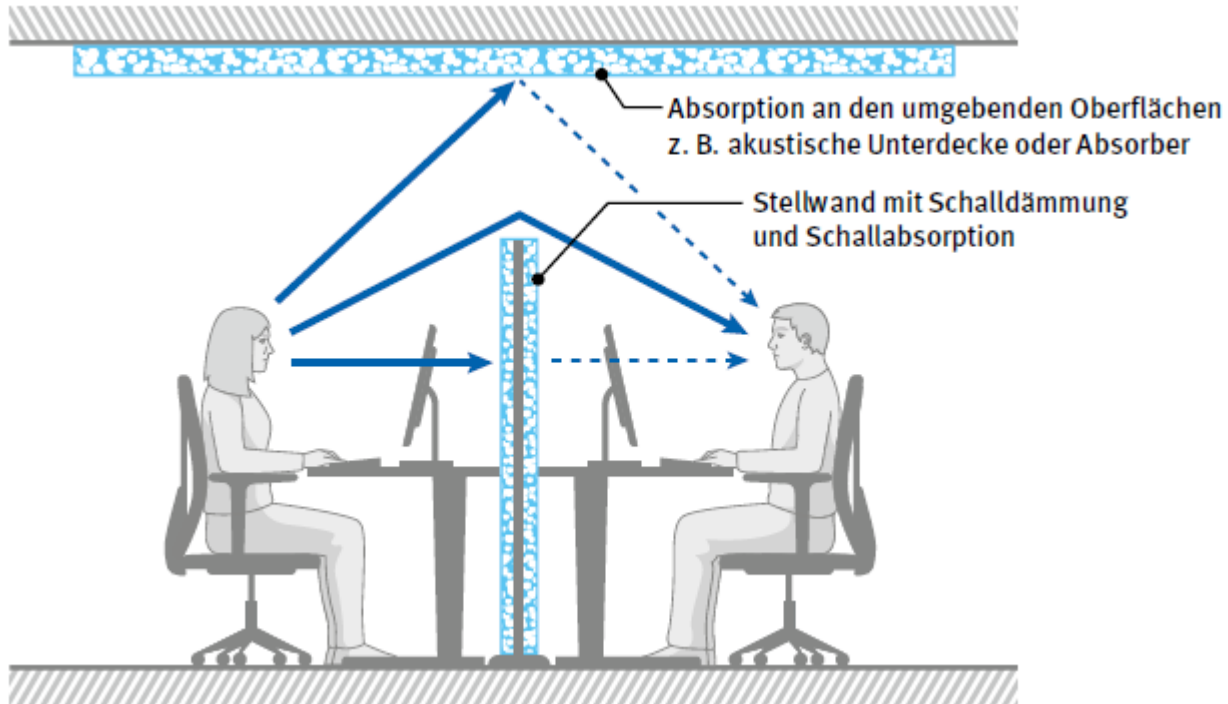 Absorption an den umgebenden Oberflächen
z. B. akustische Unterdecke oder Absorber
Stellwand mit Schalldämmung
und Schallabsorption